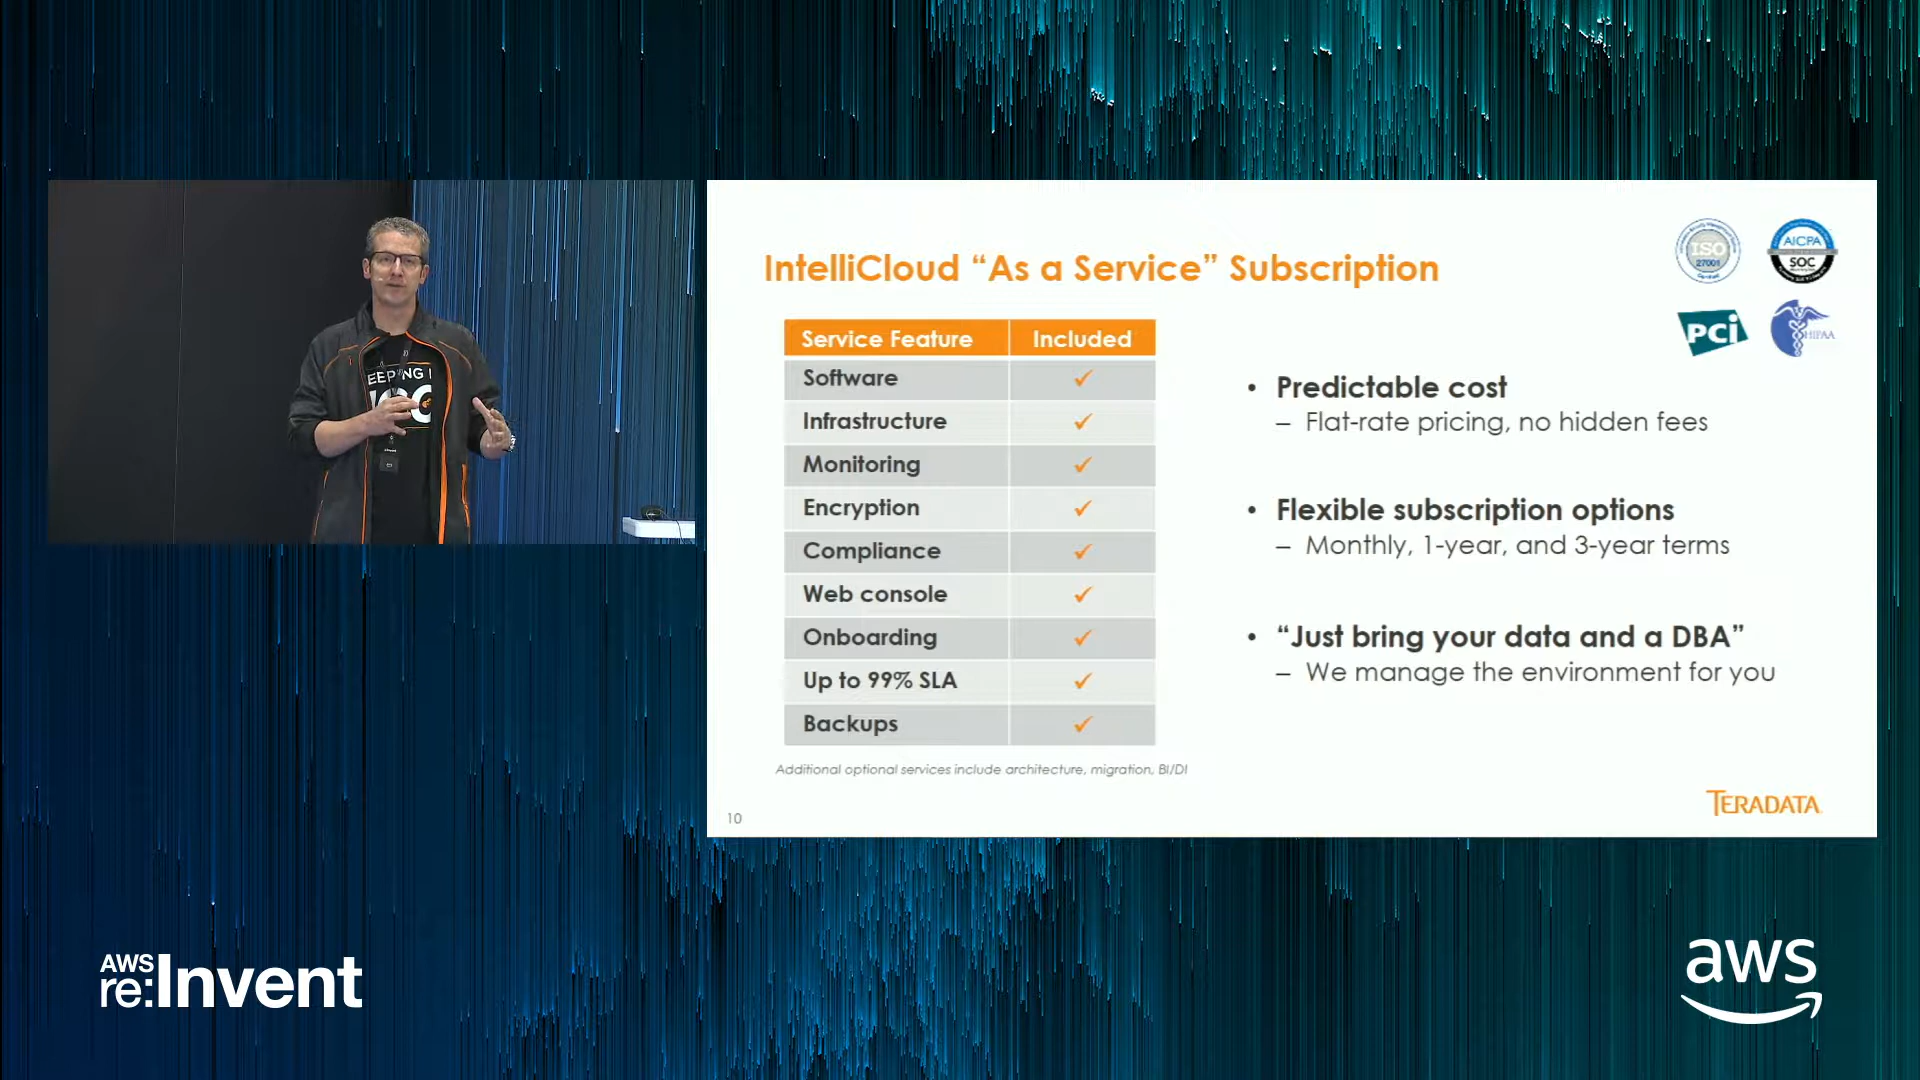 EEPING
IntelliCloud “As a Service” Subscription
ISO
27001
AICPA
SOC
PCi
HIPAA
Service Feature Included
Software ✓
Infrastructure ✓
Monitoring ✓
Encryption ✓
Compliance ✓
Web console ✓
Onboarding ✓
Up to 99% SLA ✓
Backups ✓
Additional optional services include architecture, migration, BI/DI
• Predictable cost
– Flat-rate pricing, no hidden fees
• Flexible subscription options
– Monthly, 1-year, and 3-year terms
• “Just bring your data and a DBA”
– We manage the environment for you
10
TERADATA
AWS
re:Invent
aws